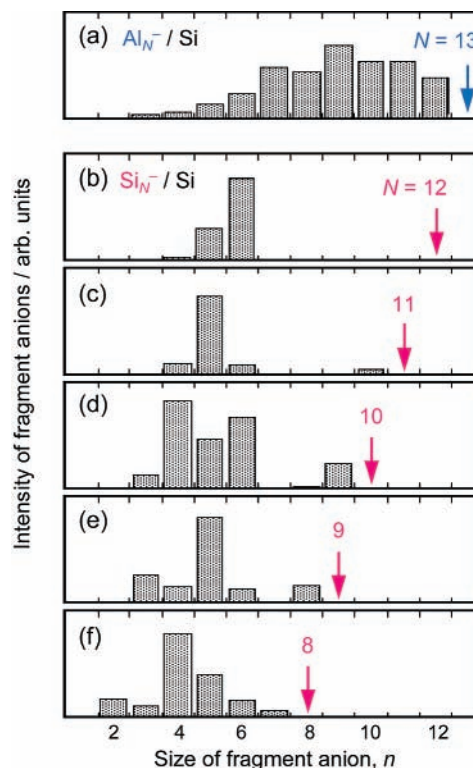 (a) Al_N^– / Si N = 13
(b) Si_N^– / Si N = 12
(c) 11
(d) 10
(e) 9
(f) 8
2 4 6 8 10 12
Size of fragment anion, n
Intensity of fragment anions / arb. units